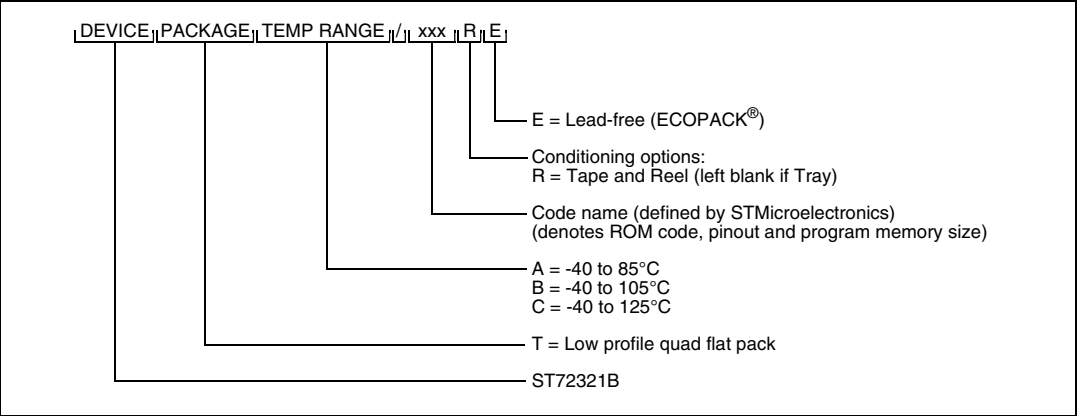 DEVICE PACKAGE TEMP RANGE / xxx R E
E = Lead-free (ECOPACK®)
Conditioning options:
R = Tape and Reel (left blank if Tray)
Code name (defined by STMicroelectronics)
(denotes ROM code, pinout and program memory size)
A = -40 to 85°C
B = -40 to 105°C
C = -40 to 125°C
T = Low profile quad flat pack
ST72321B